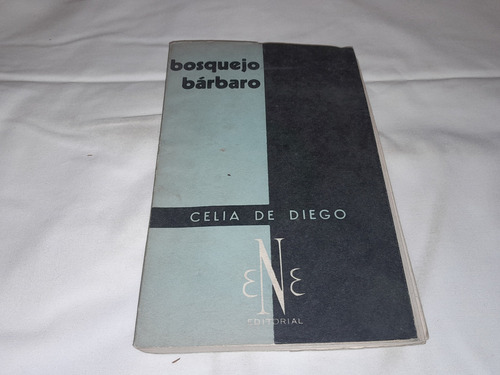 bosquejo
bárbaro
CELIA DE DIEGO
ENE
EDITORIAL